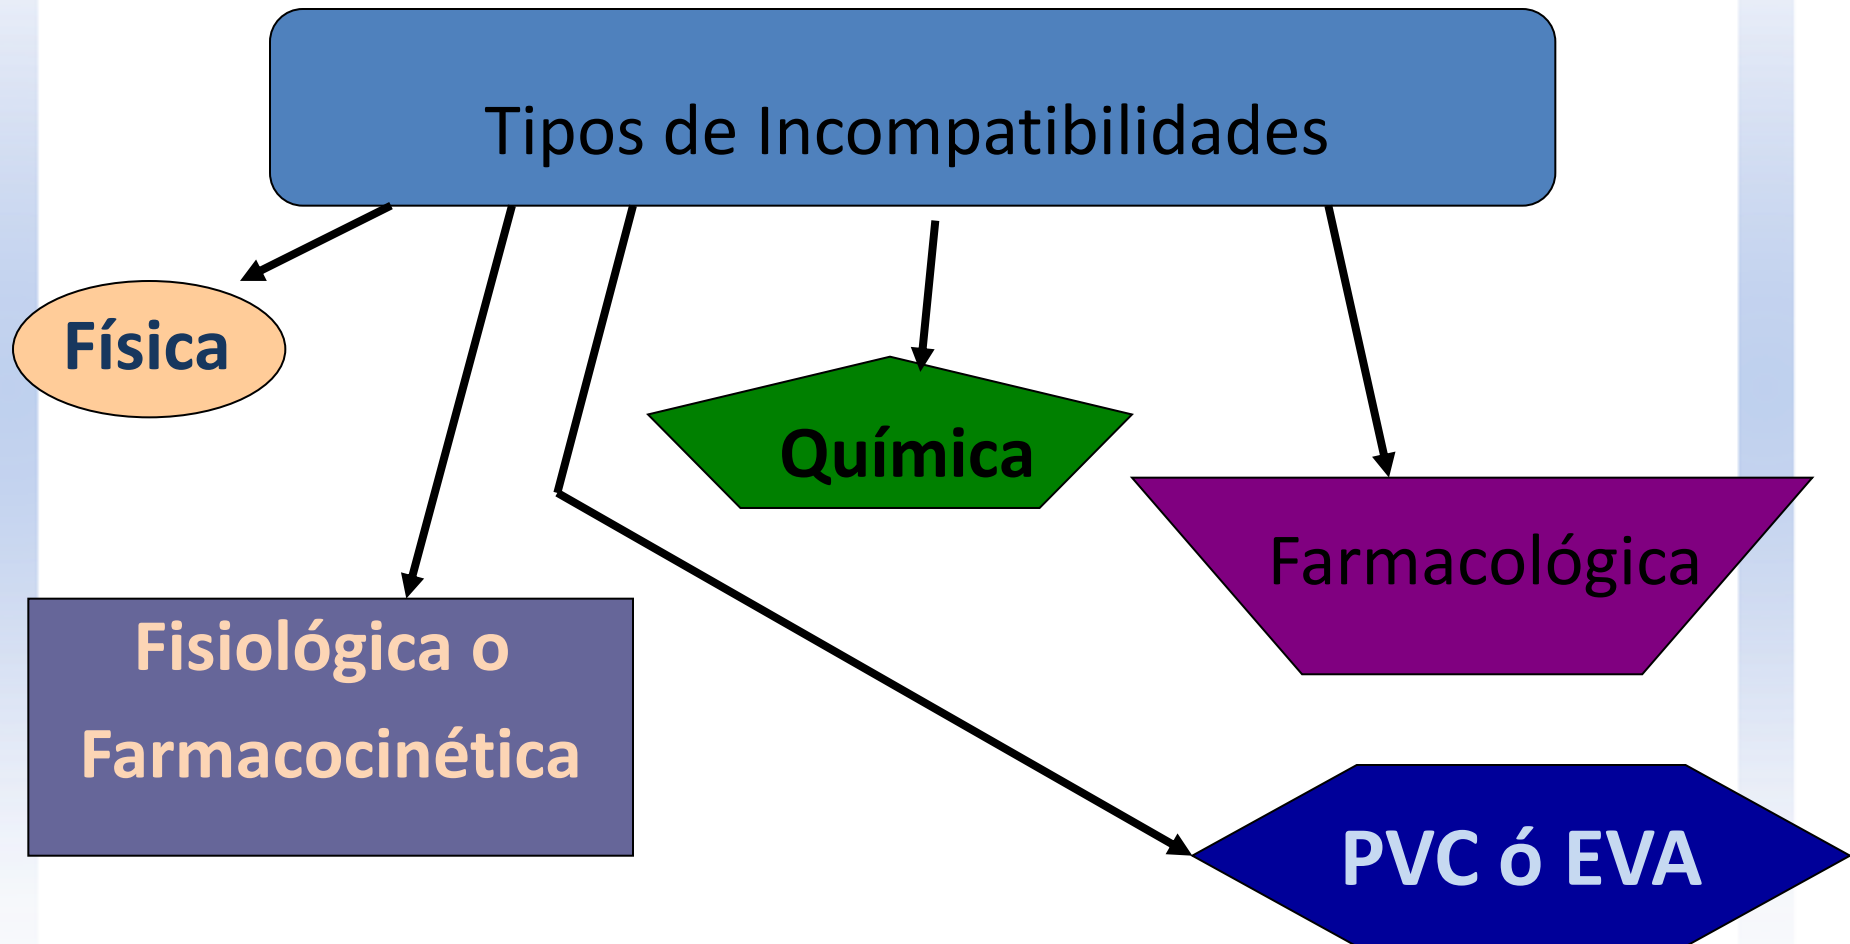 Tipos de Incompatibilidades
Física
Química
Farmacológica
Fisiológica o
Farmacocinética
PVC ó EVA